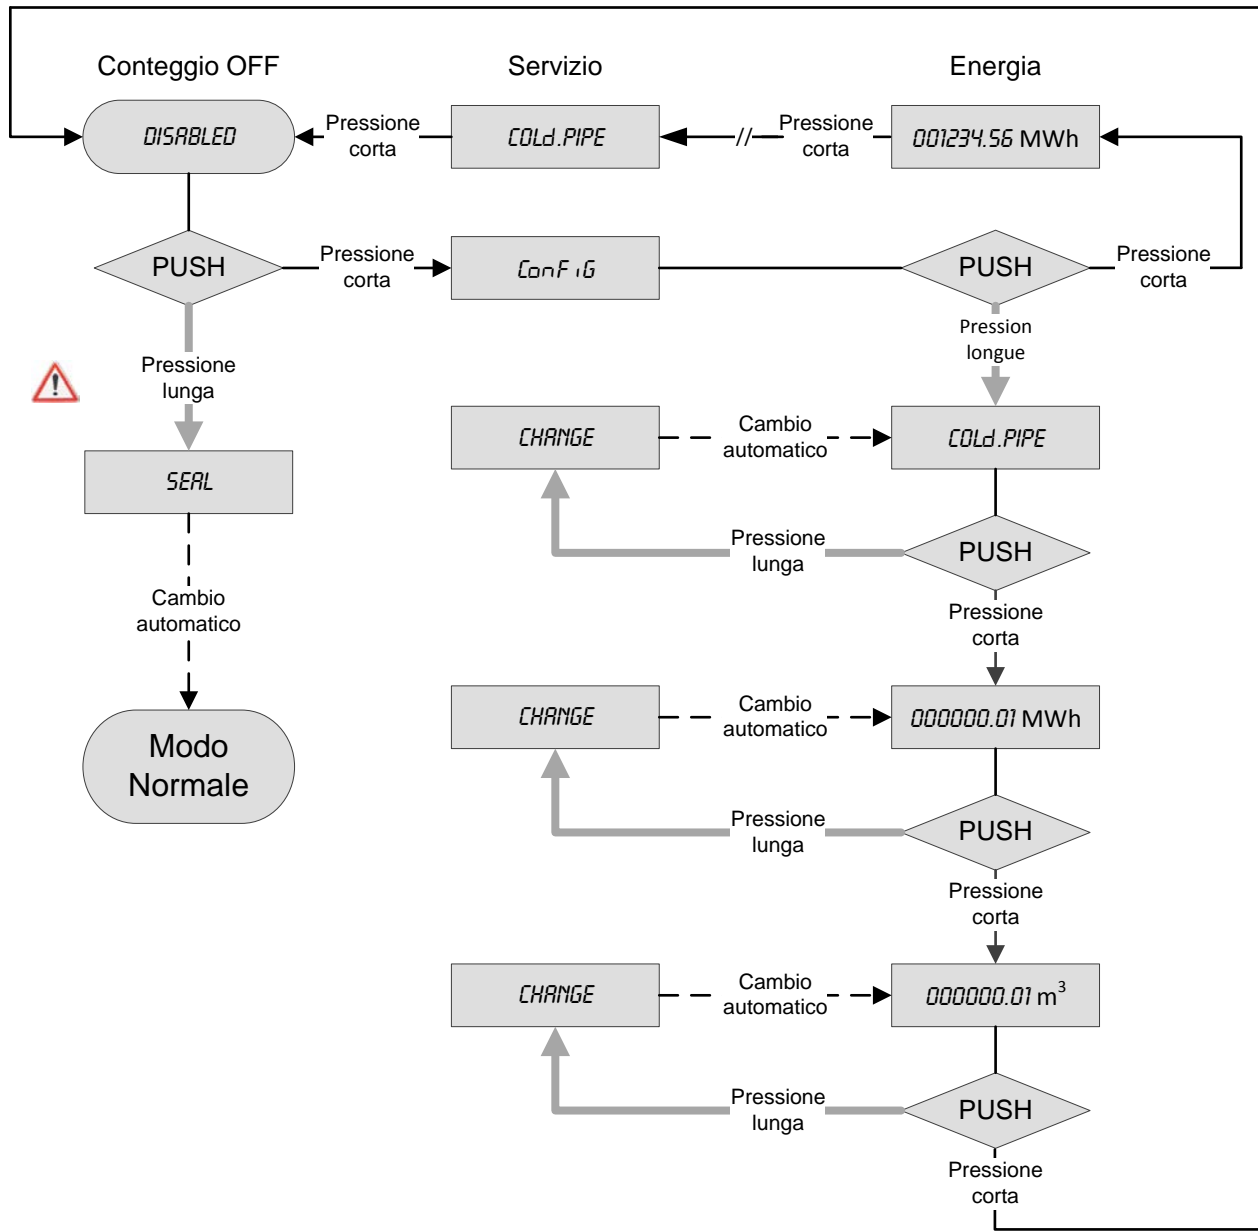 Conteggio OFF
Servizio
Energia
DISABLED
Pressione
corta
COLd.PIPE
//
Pressione
corta
001234.56 MWh
PUSH
Pressione
corta
ConFiG
PUSH
Pressione
corta
Pressione
lunga
Pression
longue
CHANGE
Cambio
automatico
COLd.PIPE
SEAL
Pressione
lunga
PUSH
Cambio
automatico
Pressione
corta
CHANGE
Cambio
automatico
000000.01 MWh
Modo
Normale
Pressione
lunga
PUSH
Pressione
corta
CHANGE
Cambio
automatico
000000.01 m³
Pressione
lunga
PUSH
Pressione
corta